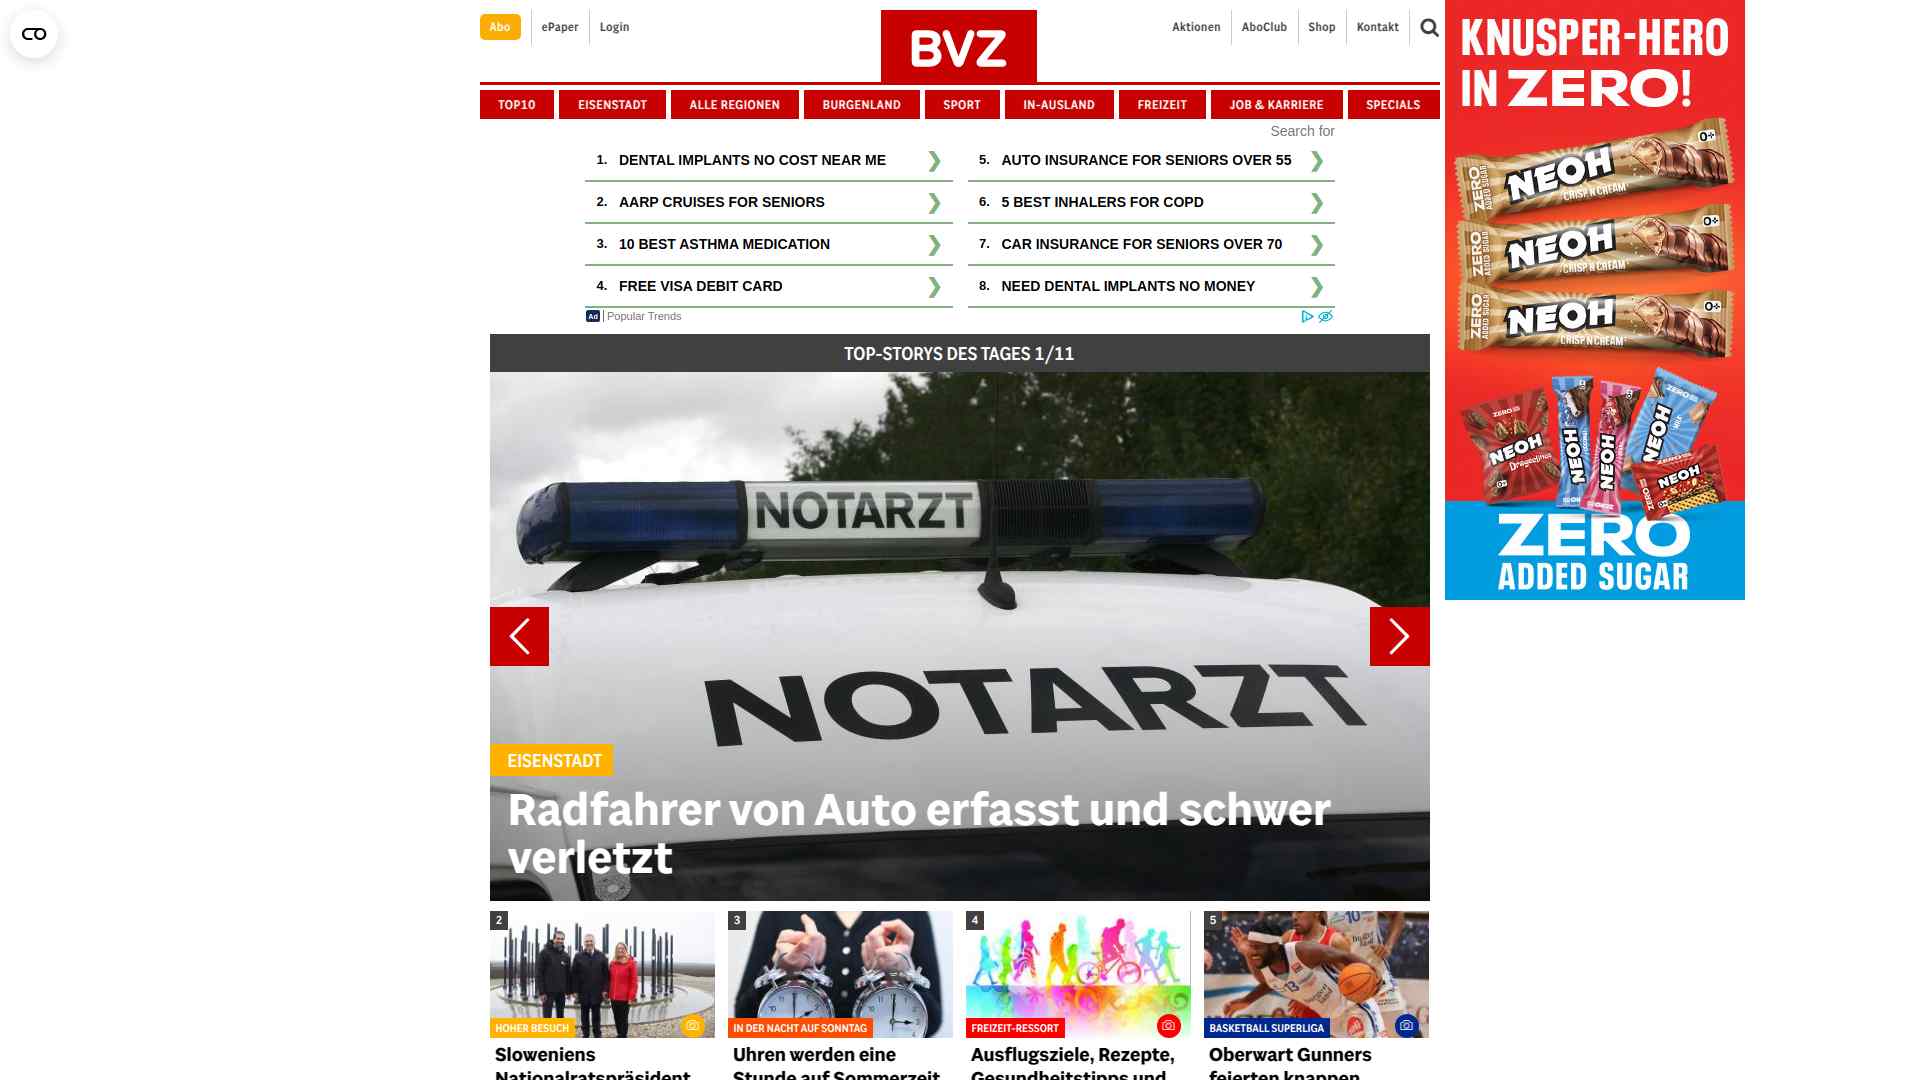 Abo
ePaper
Login
BVZ
Aktionen
AboClub
Shop
Kontakt
TOP10
EISENSTADT
ALLE REGIONEN
BURGENLAND
SPORT
IN-AUSLAND
FREIZEIT
JOB & KARRIERE
SPECIALS
Search for
1. DENTAL IMPLANTS NO COST NEAR ME
2. AARP CRUISES FOR SENIORS
3. 10 BEST ASTHMA MEDICATION
4. FREE VISA DEBIT CARD
5. AUTO INSURANCE FOR SENIORS OVER 55
6. 5 BEST INHALERS FOR COPD
7. CAR INSURANCE FOR SENIORS OVER 70
8. NEED DENTAL IMPLANTS NO MONEY
Ad | Popular Trends
KNUSPER-HERO
IN ZERO!
ZERO ADDED SUGAR
NEOH
CRISP'N'CREAM
ZERO ADDED SUGAR
NEOH
CRISP'N'CREAM
ZERO ADDED SUGAR
NEOH
CRISP'N'CREAM
NEOH
NEOH
NEOH
NEOH
NEOH
ZERO
ADDED SUGAR
TOP-STORYS DES TAGES 1/11
NOTARZT
NOTARZT
EISENSTADT
Radfahrer von Auto erfasst und schwer
verletzt
2
HOHER BESUCH
Sloweniens
Nationalratspräsident
3
IN DER NACHT AUF SONNTAG
Uhren werden eine
Stunde auf Sommerzeit
4
FREIZEIT-RESSORT
Ausflugsziele, Rezepte,
Gesundheitstipps und
5
BASKETBALL SUPERLIGA
Oberwart Gunners
feierten knappen